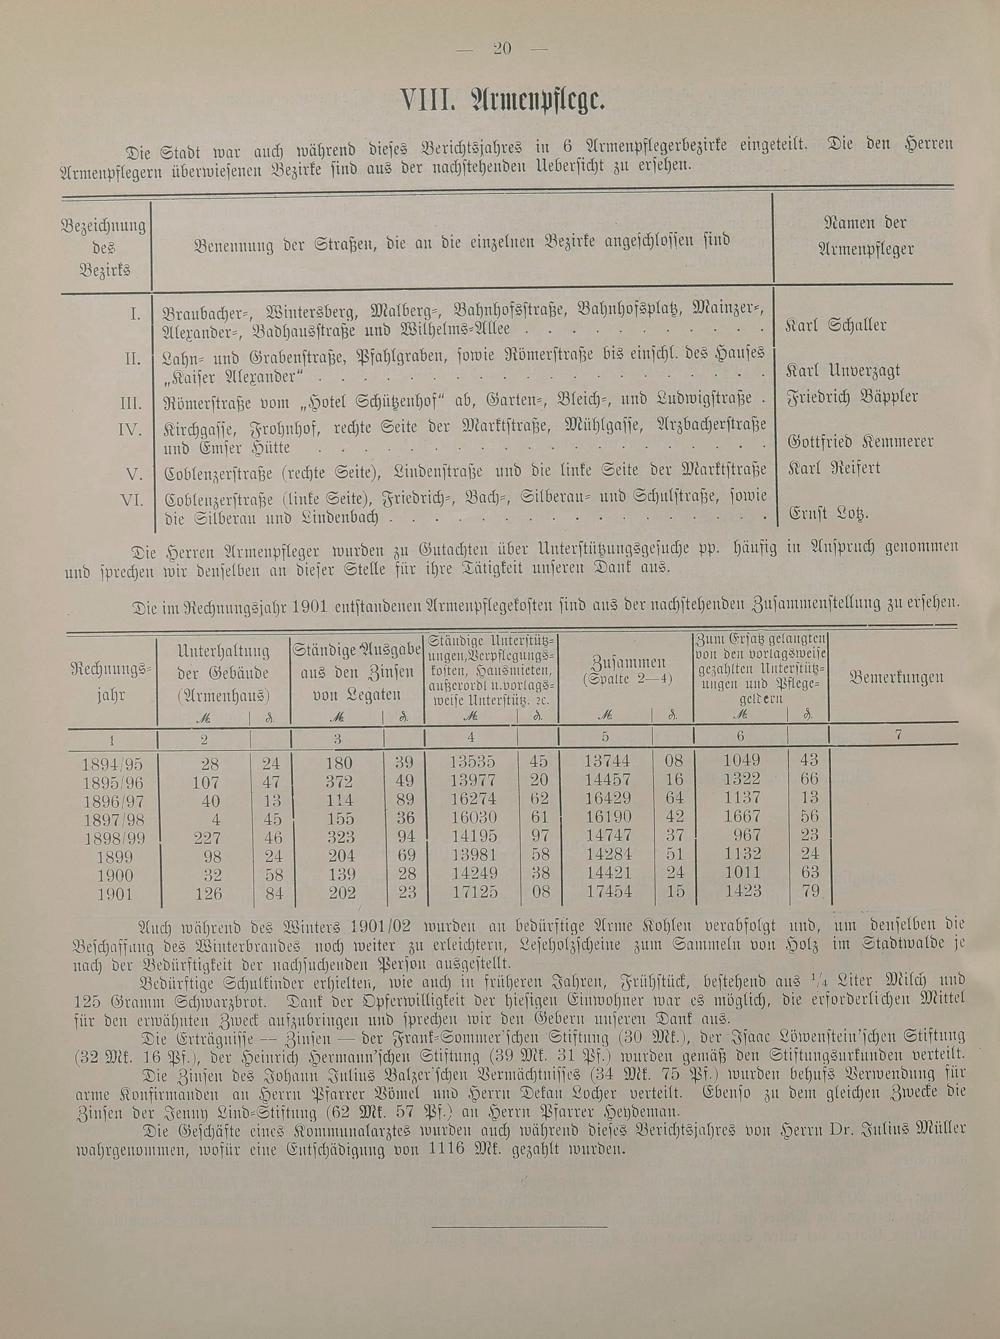 — 20 —
VIII. Armenpflege.
Die Stadt war auch während dieses Berichtsjahres in 6 Armenpflegerbezirke eingeteilt. Die den Herren
Armenpflegern überwiesenen Bezirke sind aus der nachstehenden Uebersicht zu ersehen.
Bezeichnung des Bezirks | Benennung der Straßen, die an die einzelnen Bezirke angeschlossen sind | Namen der Armenpfleger
I. Braubacher-, Wintersberg, Malberg-, Bahnhofsstraße, Bahnhofsplatz, Mainzer-,
Alexander-, Badhausstraße und Wilhelms-Allee . . . . . . . . . . . Karl Schaller
II. Lahn- und Grabenstraße, Pfahlgraben, sowie Römerstraße bis einschl. des Hauses
„Kaiser Alexander“ . . . . . . . . . . . . . . . . . . . Karl Unverzagt
III. Römerstraße vom „Hotel Schützenhof“ ab, Garten-, Bleich-, und Ludwigstraße . Friedrich Bäppler
IV. Kirchgasse, Frohnhof, rechte Seite der Marktstraße, Mühlgasse, Arzbacherstraße
und Emser Hütte . . . . . . . . . . . . . . . . . . . Gottfried Kemmerer
V. Coblenzerstraße (rechte Seite), Lindenstraße und die linke Seite der Marktstraße Karl Reifert
VI. Coblenzerstraße (linke Seite), Friedrich-, Bach-, Silberau- und Schulstraße, sowie
die Silberau und Lindenbach . . . . . . . . . . . . . . . . Ernst Lotz.
Die Herren Armenpfleger wurden zu Gutachten über Unterstützungsgesuche pp. häufig in Anspruch genommen
und sprechen wir denselben an dieser Stelle für ihre Tätigkeit unseren Dank aus.
Die im Rechnungsjahr 1901 entstandenen Armenpflegekosten sind aus der nachstehenden Zusammenstellung zu ersehen.
Rechnungsjahr | Unterhaltung der Gebäude (Armenhaus) | Ständige Ausgabe aus den Zinsen von Legaten | Ständige Unterstützungen, Verpflegungskosten, Hausmieten, außerordl u. vorlagsweise Unterstütz. ꝛc. | Zusammen (Spalte 2—4) | Zum Ersatz gelangten von den vorlagsweise gezahlten Unterstützungen und Pflegegeldern | Bemerkungen
ℳ | ₰ | ℳ | ₰ | ℳ | ₰ | ℳ | ₰ | ℳ | ₰
1 | 2 | 3 | 4 | 5 | 6 | 7
1894/95 | 28 | 24 | 180 | 39 | 13535 | 45 | 13744 | 08 | 1049 | 43
1895/96 | 107 | 47 | 372 | 49 | 13977 | 20 | 14457 | 16 | 1322 | 66
1896/97 | 40 | 13 | 114 | 89 | 16274 | 62 | 16429 | 64 | 1137 | 13
1897/98 | 4 | 45 | 155 | 36 | 16030 | 61 | 16190 | 42 | 1667 | 56
1898/99 | 227 | 46 | 323 | 94 | 14195 | 97 | 14747 | 37 | 967 | 23
1899 | 98 | 24 | 204 | 69 | 13981 | 58 | 14284 | 51 | 1132 | 24
1900 | 32 | 58 | 139 | 28 | 14249 | 38 | 14421 | 24 | 1011 | 63
1901 | 126 | 84 | 202 | 23 | 17125 | 08 | 17454 | 15 | 1423 | 79
Auch während des Winters 1901/02 wurden an bedürftige Arme Kohlen verabfolgt und, um denselben die
Beschaffung des Winterbrandes noch weiter zu erleichtern, Leseholzscheine zum Sammeln von Holz im Stadtwalde je
nach der Bedürftigkeit der nachsuchenden Person ausgestellt.
Bedürftige Schulkinder erhielten, wie auch in früheren Jahren, Frühstück, bestehend aus 1/4 Liter Milch und
125 Gramm Schwarzbrot. Dank der Opferwilligkeit der hiesigen Einwohner war es möglich, die erforderlichen Mittel
für den erwähnten Zweck aufzubringen und sprechen wir den Gebern unseren Dank aus.
Die Erträgnisse — Zinsen — der Frank-Sommer'schen Stiftung (30 Mk.), der Isaac Löwenstein'schen Stiftung
(32 Mk. 16 Pf.), der Heinrich Hermann'schen Stiftung (39 Mk. 31 Pf.) wurden gemäß den Stiftungsurkunden verteilt.
Die Zinsen des Johann Julius Balzer'schen Vermächtnisses (34 Mk. 75 Pf.) wurden behufs Verwendung für
arme Konfirmanden an Herrn Pfarrer Bömel und Herrn Dekan Locher verteilt. Ebenso zu dem gleichen Zwecke die
Zinsen der Jenny Lind-Stiftung (62 Mk. 57 Pf.) an Herrn Pfarrer Heydeman.
Die Geschäfte eines Kommunalarztes wurden auch während dieses Berichtsjahres von Herrn Dr. Julius Müller
wahrgenommen, wofür eine Entschädigung von 1116 Mk. gezahlt wurden.